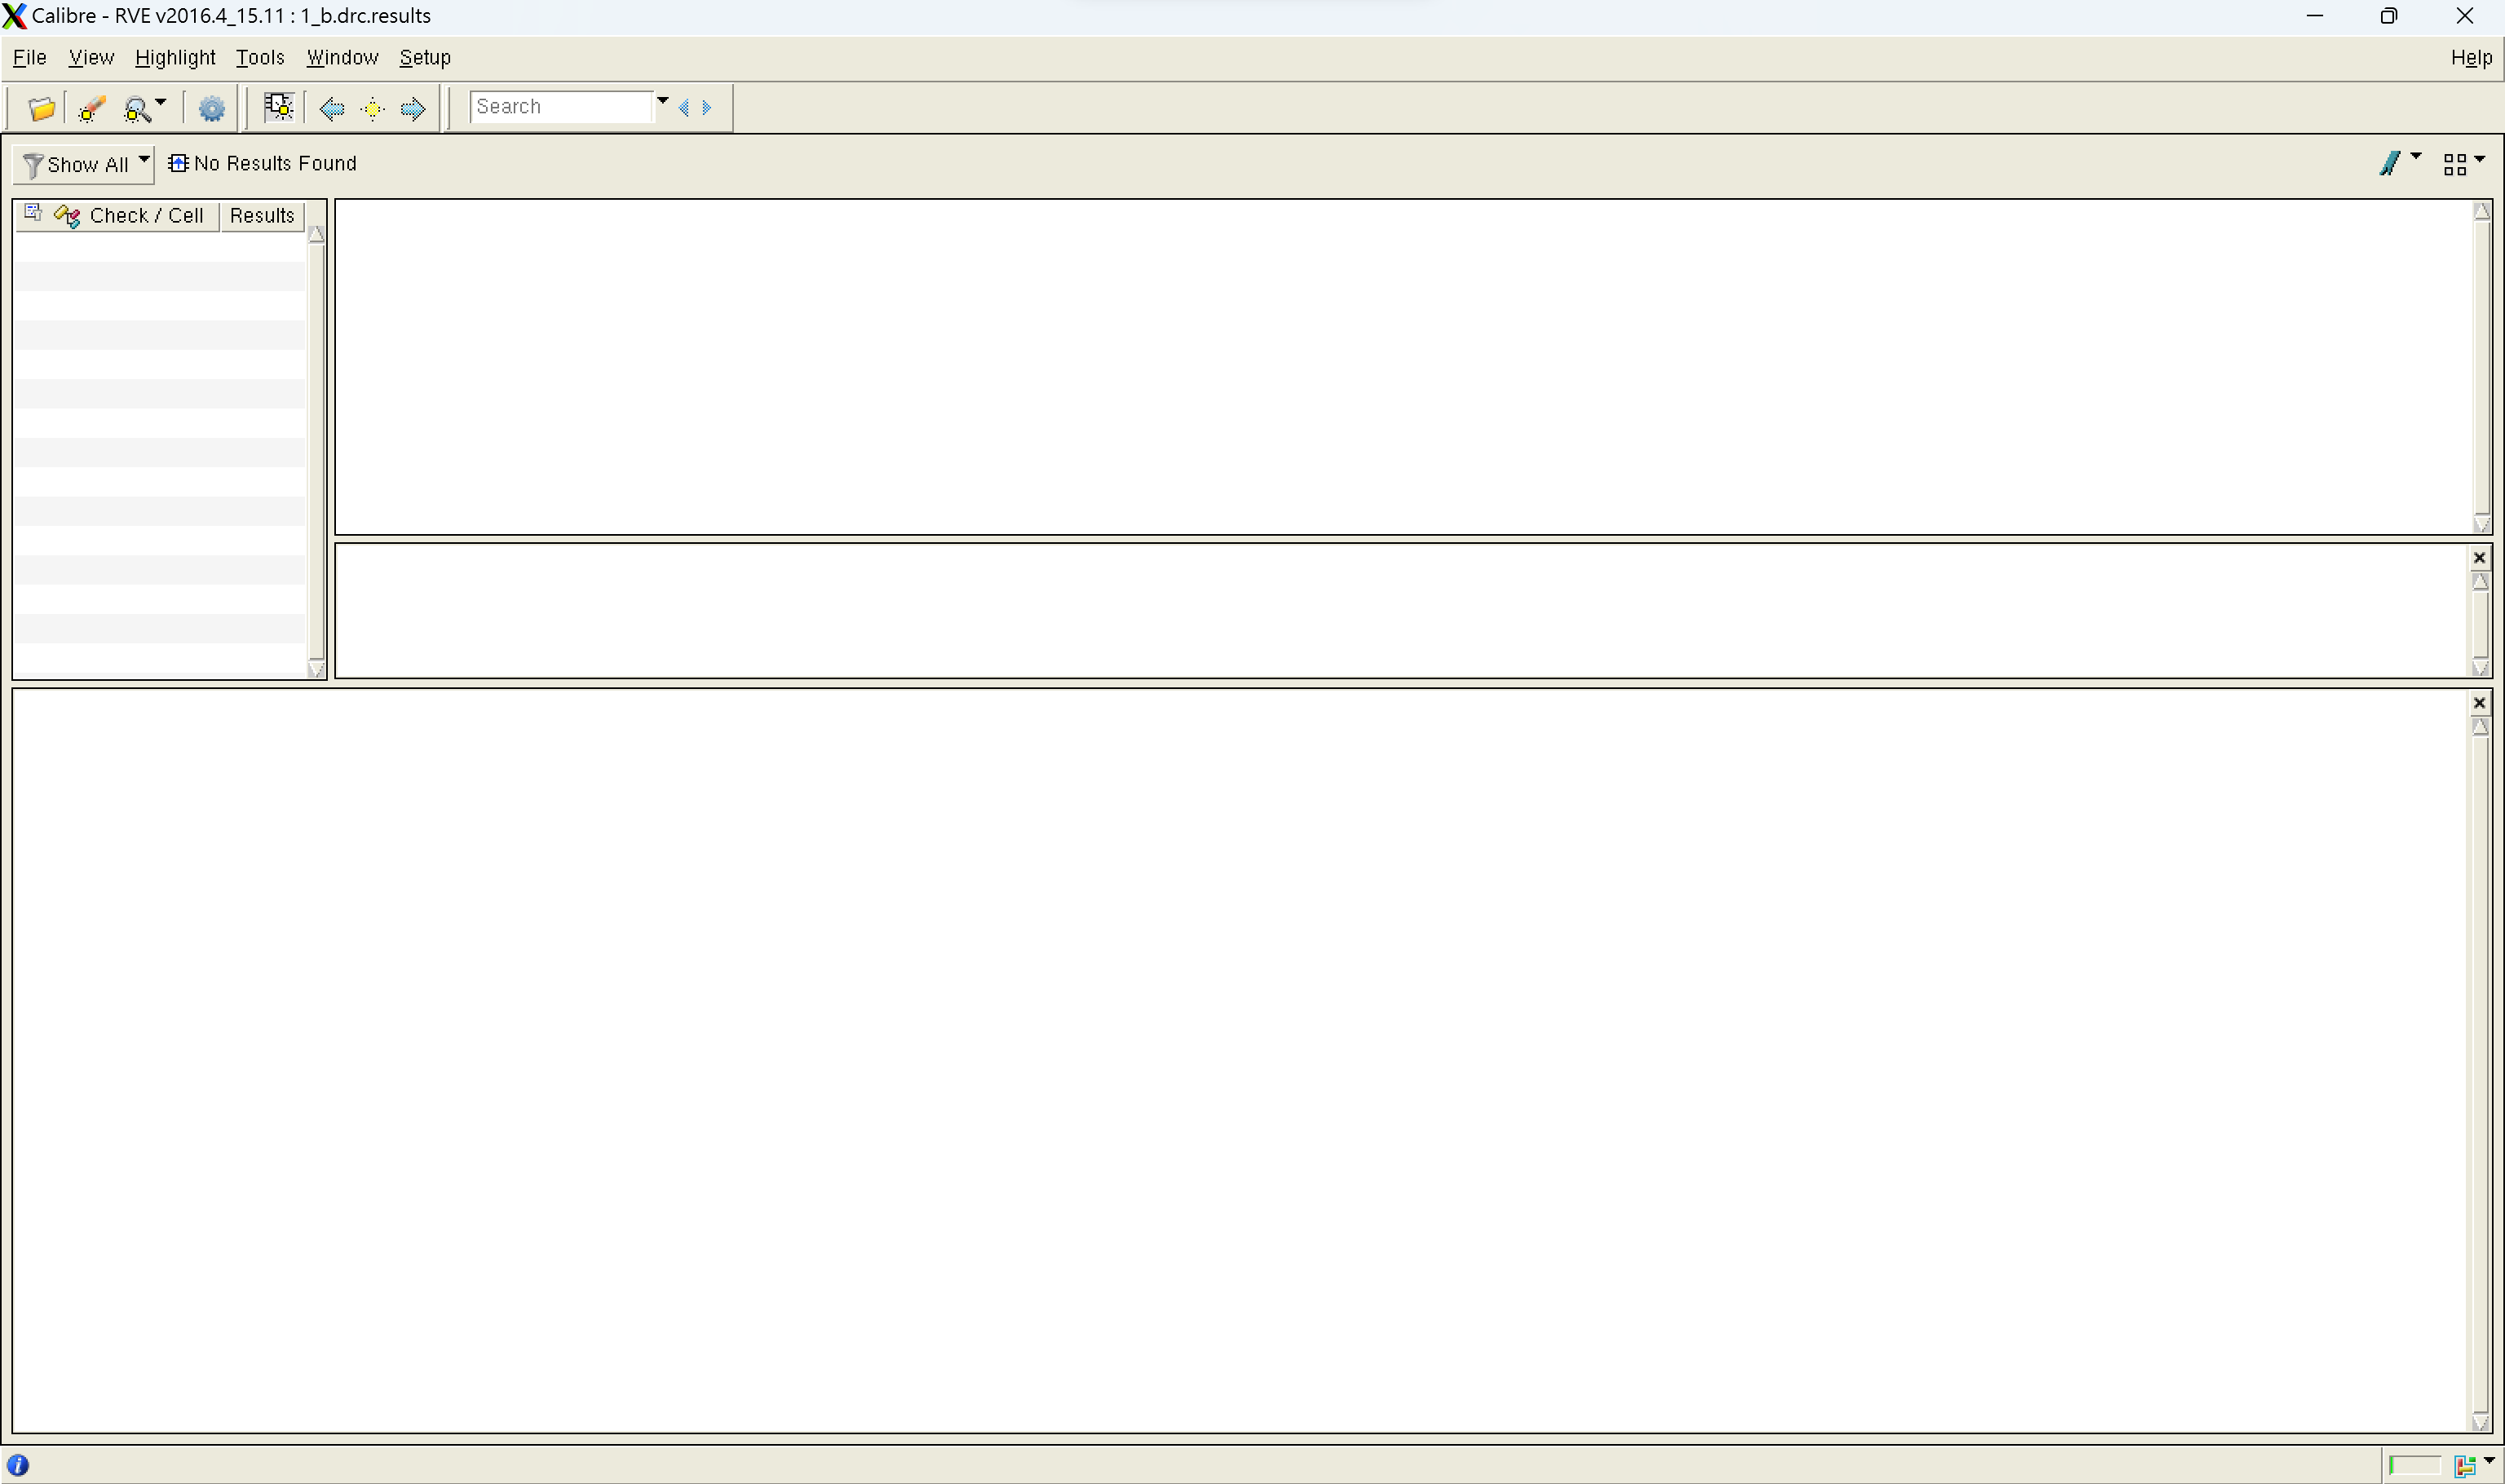 Calibre - RVE v2016.4_15.11 : 1_b.drc.results
File View Highlight Tools Window Setup Help
Search
Show All No Results Found
Check / Cell Results